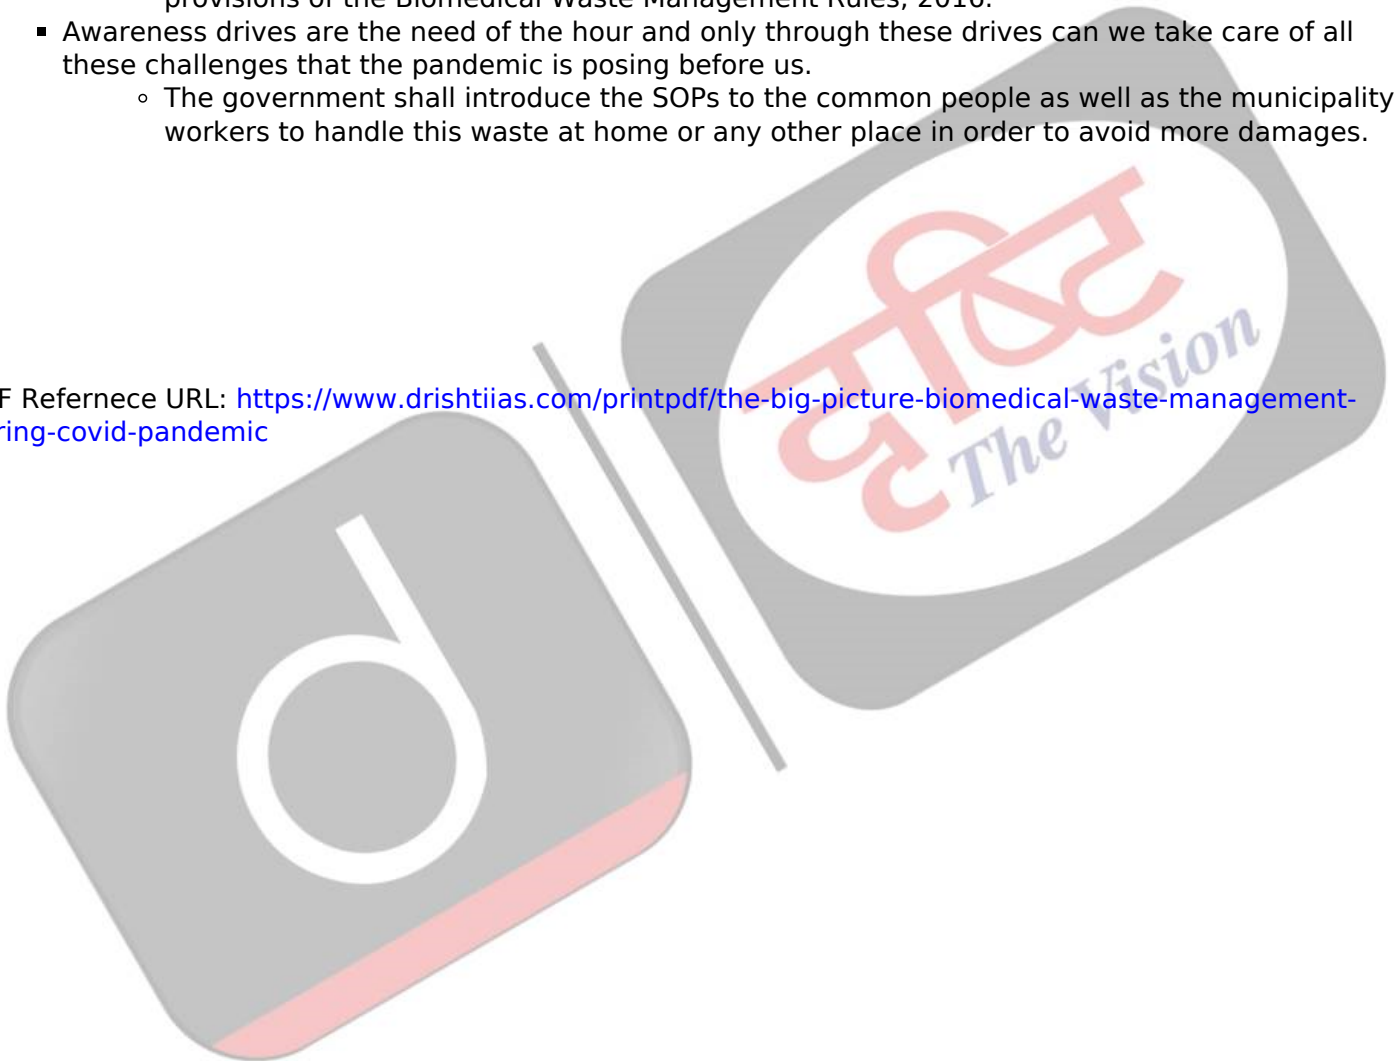 provisions of the Biomedical Waste Management Rules, 2016.
▪ Awareness drives are the need of the hour and only through these drives can we take care of all
these challenges that the pandemic is posing before us.
◦ The government shall introduce the SOPs to the common people as well as the municipality
workers to handle this waste at home or any other place in order to avoid more damages.
दृष्टि
The Vision
F Refernece URL: https://www.drishtiias.com/printpdf/the-big-picture-biomedical-waste-management-
ring-covid-pandemic
d